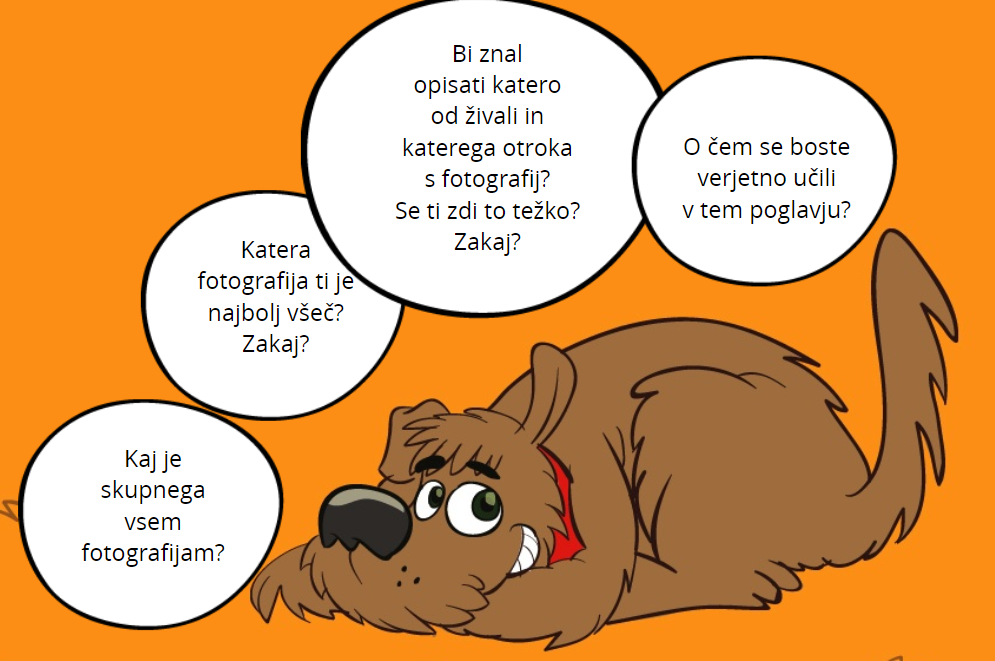 Kaj je
skupnega
vsem
fotografijam?
Katera
fotografija ti je
najbolj všeč?
Zakaj?
Bi znal
opisati katero
od živali in
katerega otroka
s fotografij?
Se ti zdi to težko?
Zakaj?
O čem se boste
verjetno učili
v tem poglavju?